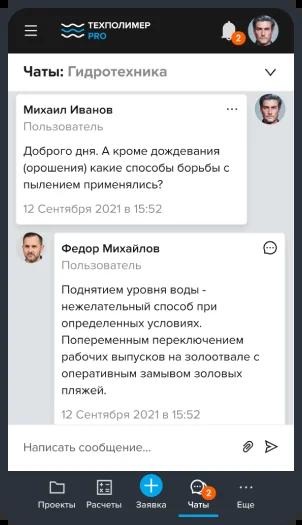 ТЕХПОЛИМЕР
PRO
2
Чаты: Гидротехника
Михаил Иванов
Пользователь
Доброго дня. А кроме дождевания
(орошения) какие способы борьбы с
пылением применялись?
12 Сентября 2021 в 15:52
Федор Михайлов
Пользователь
Поднятием уровня воды -
нежелательный способ при
определенных условиях.
Попеременным переключением
рабочих выпусков на золоотвале с
оперативным замывом золовых
пляжей.
12 Сентября 2021 в 15:52
Написать сообщение...
2
Проекты Расчеты Заявка Чаты Еще